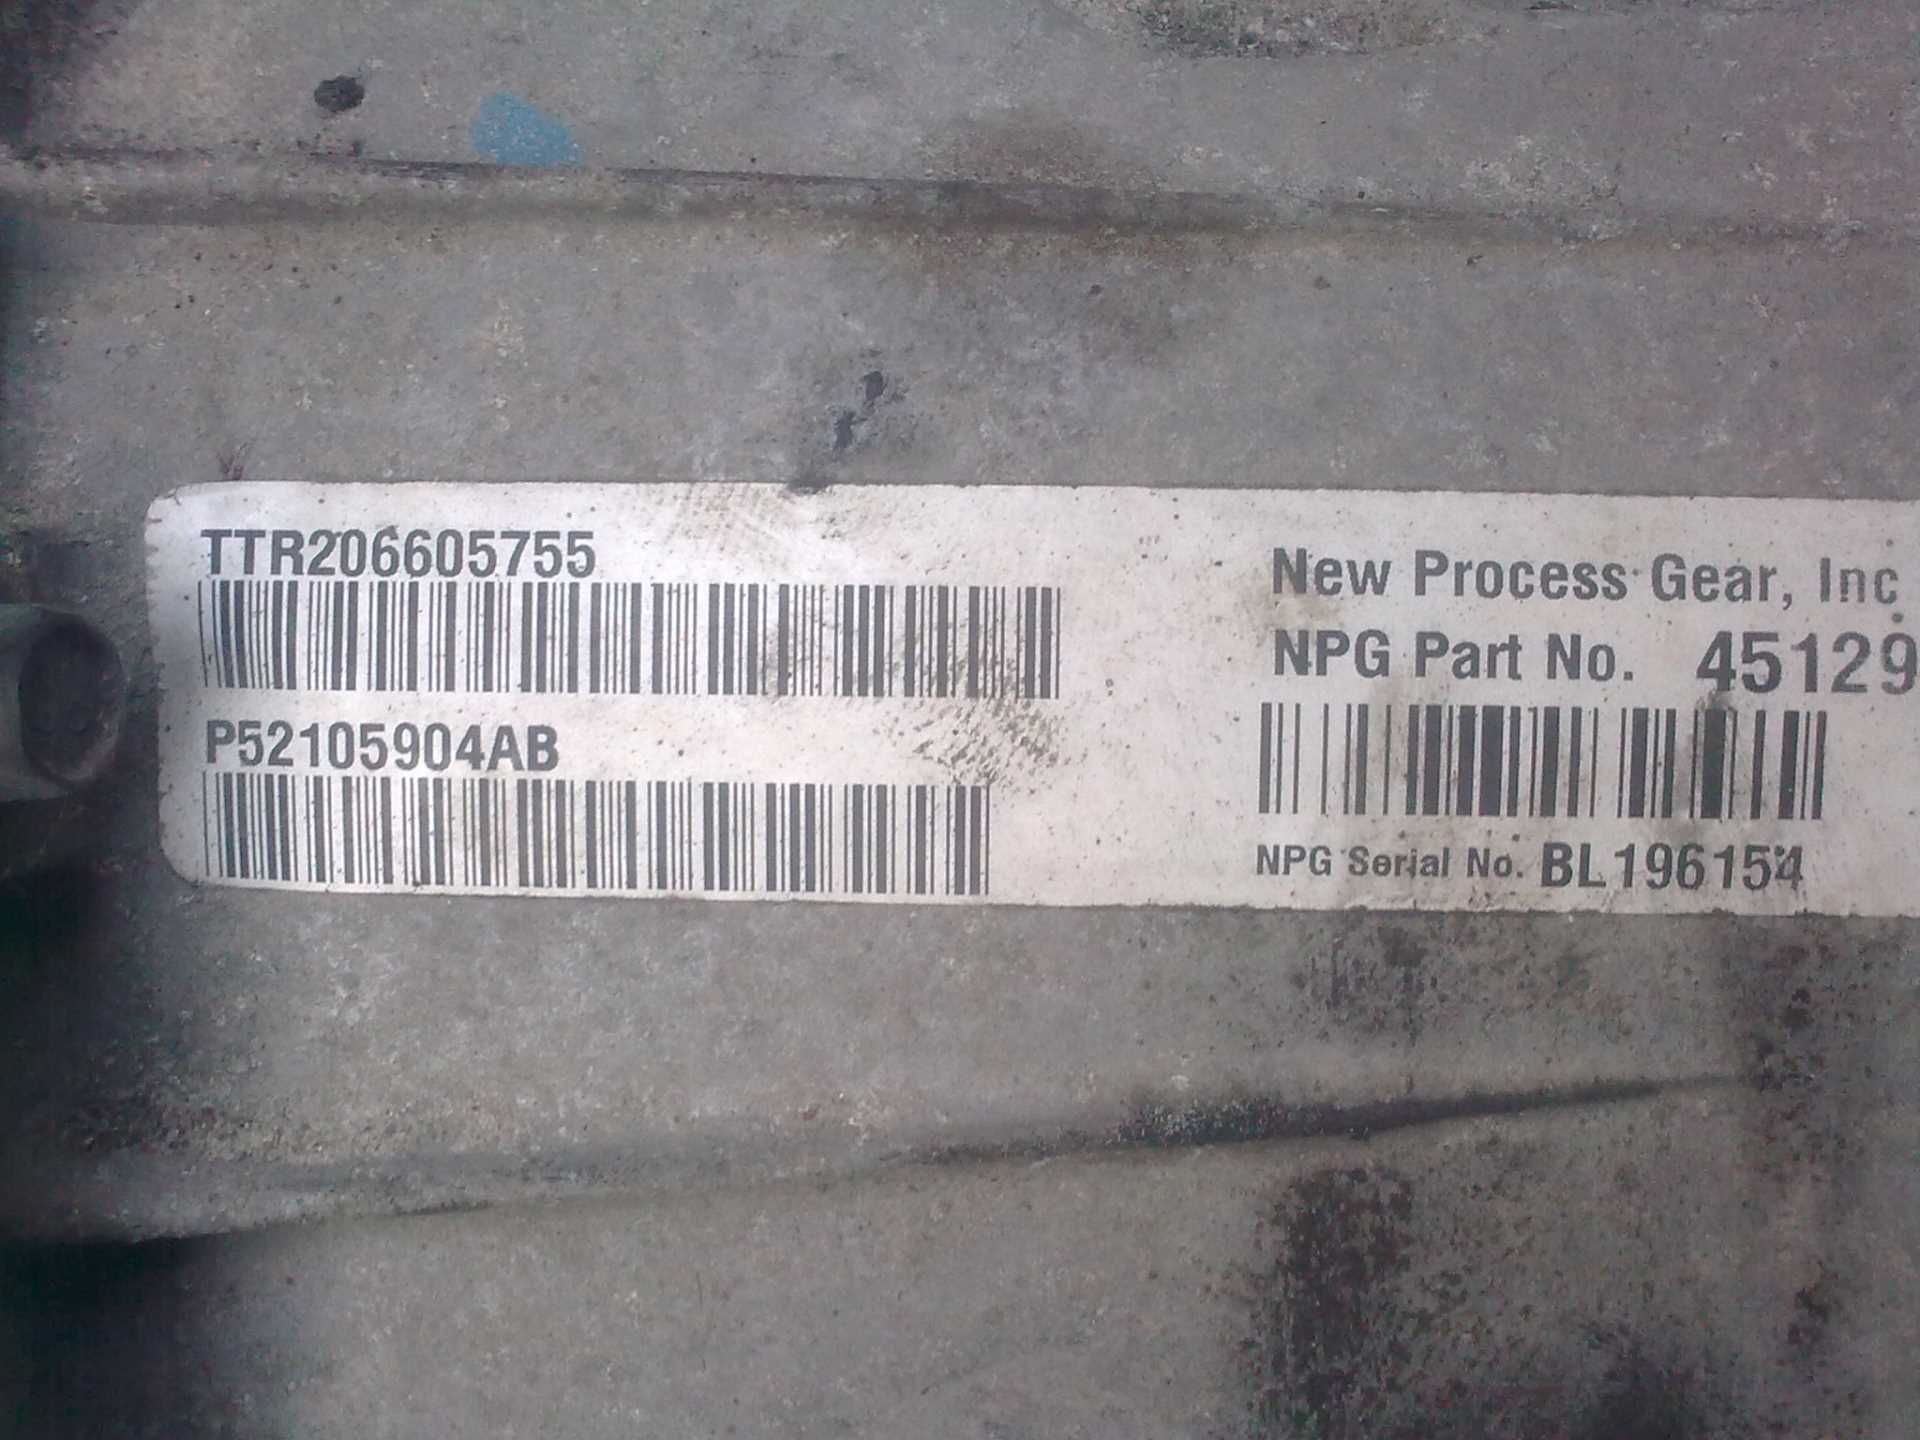 TTR206605755
P52105904AB
New Process Gear, Inc
NPG Part No. 45129
NPG Serial No. BL196154